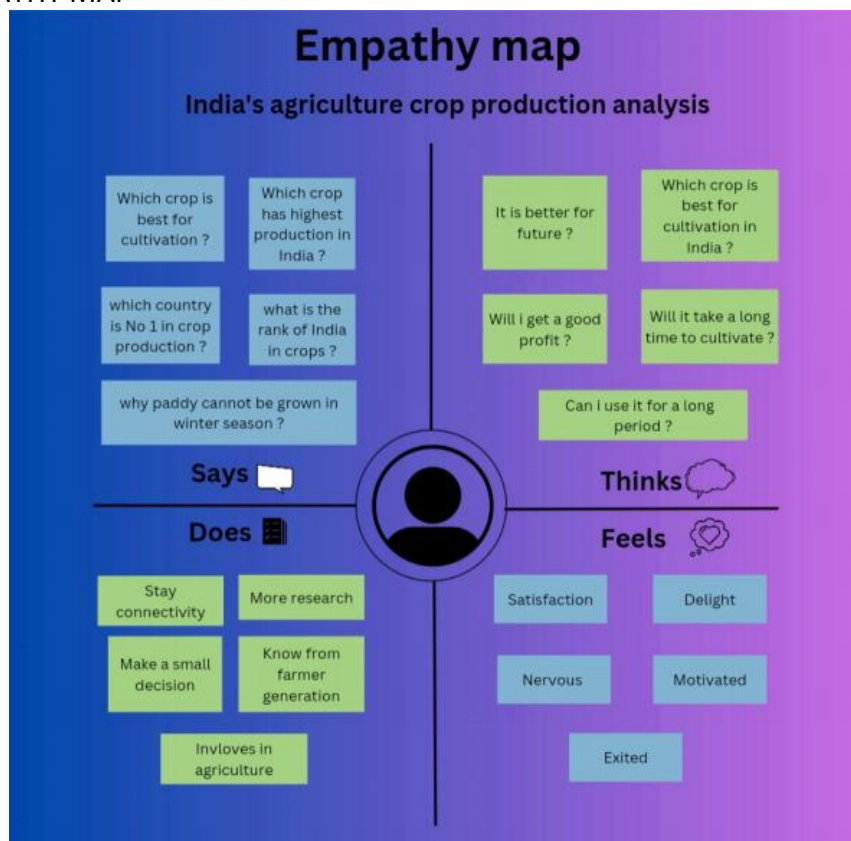 Empathy map
India's agriculture crop production analysis
Which crop is
best for
cultivation ?
Which crop
has highest
production in
India ?
which country
is No 1 in crop
production ?
what is the
rank of India
in crops ?
why paddy cannot be grown in
winter season ?
Says
It is better for
future ?
Which crop is
best for
cultivation in
India ?
Will i get a good
profit ?
Will it take a long
time to cultivate ?
Can i use it for a long
period ?
Thinks
Does
Stay
connectivity
More research
Make a small
decision
Know from
farmer
generation
Invloves in
agriculture
Feels
Satisfaction
Delight
Nervous
Motivated
Exited